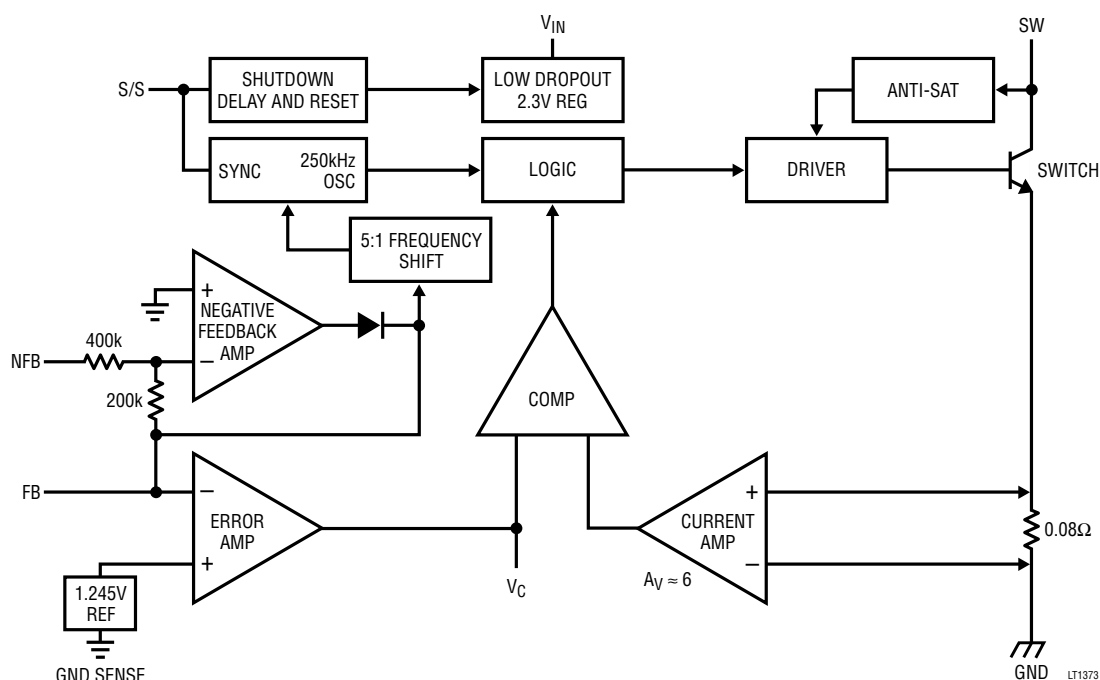 V_IN
SW
S/S
SHUTDOWN
DELAY AND RESET
LOW DROPOUT
2.3V REG
ANTI-SAT
SYNC
250kHz
OSC
LOGIC
DRIVER
SWITCH
5:1 FREQUENCY
SHIFT
+
NEGATIVE
FEEDBACK
AMP
–
NFB
400k
200k
COMP
FB
–
ERROR
AMP
+
+
CURRENT
AMP
–
0.08Ω
1.245V
REF
V_C
A_V ≈ 6
GND SENSE
GND
LT1373